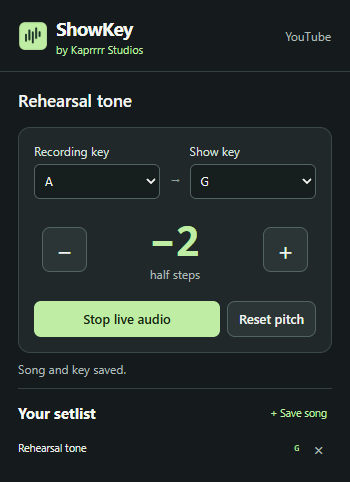 ShowKey
by Kaprrrr Studios
YouTube
Rehearsal tone
Recording key
Show key
A
→
G
−
−2
+
half steps
Stop live audio
Reset pitch
Song and key saved.
Your setlist
+ Save song
Rehearsal tone
G
×